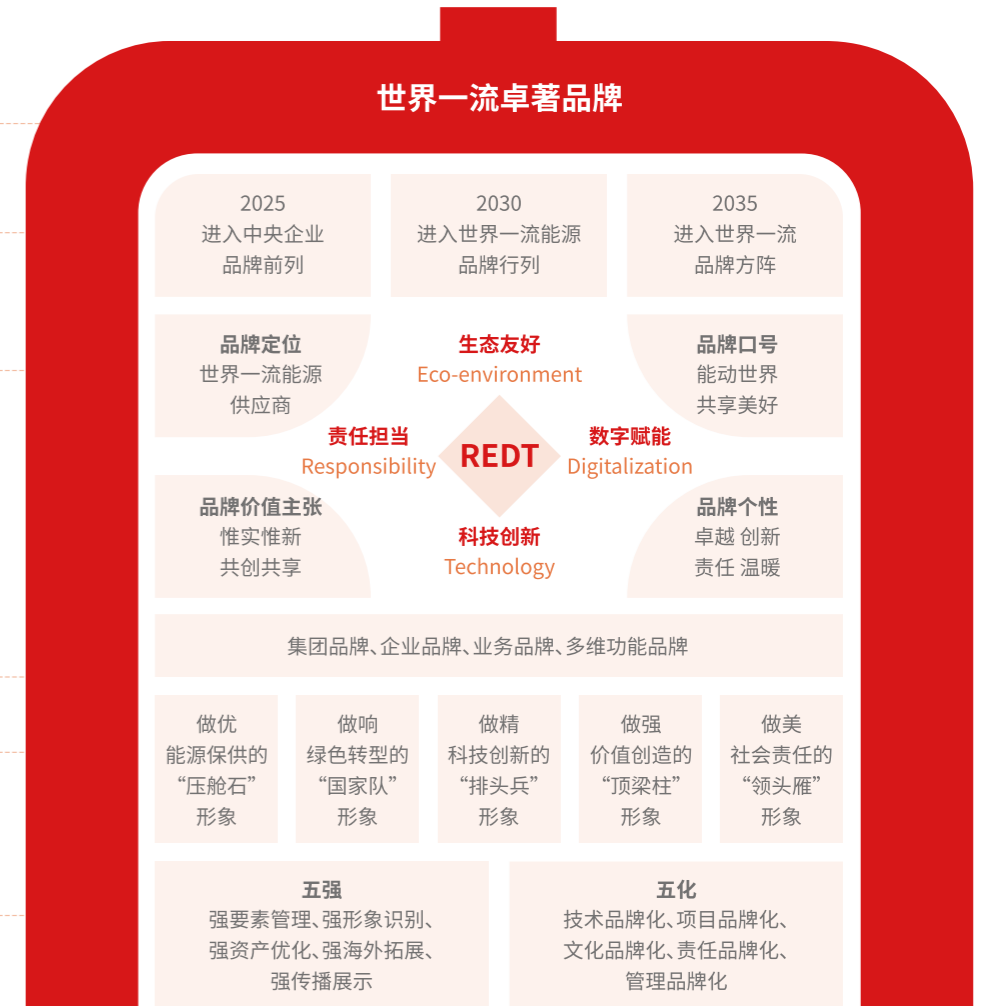 世界一流卓著品牌
2025
进入中央企业
品牌前列
2030
进入世界一流能源
品牌行列
2035
进入世界一流
品牌方阵
品牌定位
世界一流能源
供应商
生态友好
Eco-environment
品牌口号
能动世界
共享美好
责任担当
Responsibility
REDT
数字赋能
Digitalization
品牌价值主张
惟实惟新
共创共享
科技创新
Technology
品牌个性
卓越 创新
责任 温暖
集团品牌、企业品牌、业务品牌、多维功能品牌
做优
能源保供的
“压舱石”
形象
做响
绿色转型的
“国家队”
形象
做精
科技创新的
“排头兵”
形象
做强
价值创造的
“顶梁柱”
形象
做美
社会责任的
“领头雁”
形象
五强
强要素管理、强形象识别、
强资产优化、强海外拓展、
强传播展示
五化
技术品牌化、项目品牌化、
文化品牌化、责任品牌化、
管理品牌化